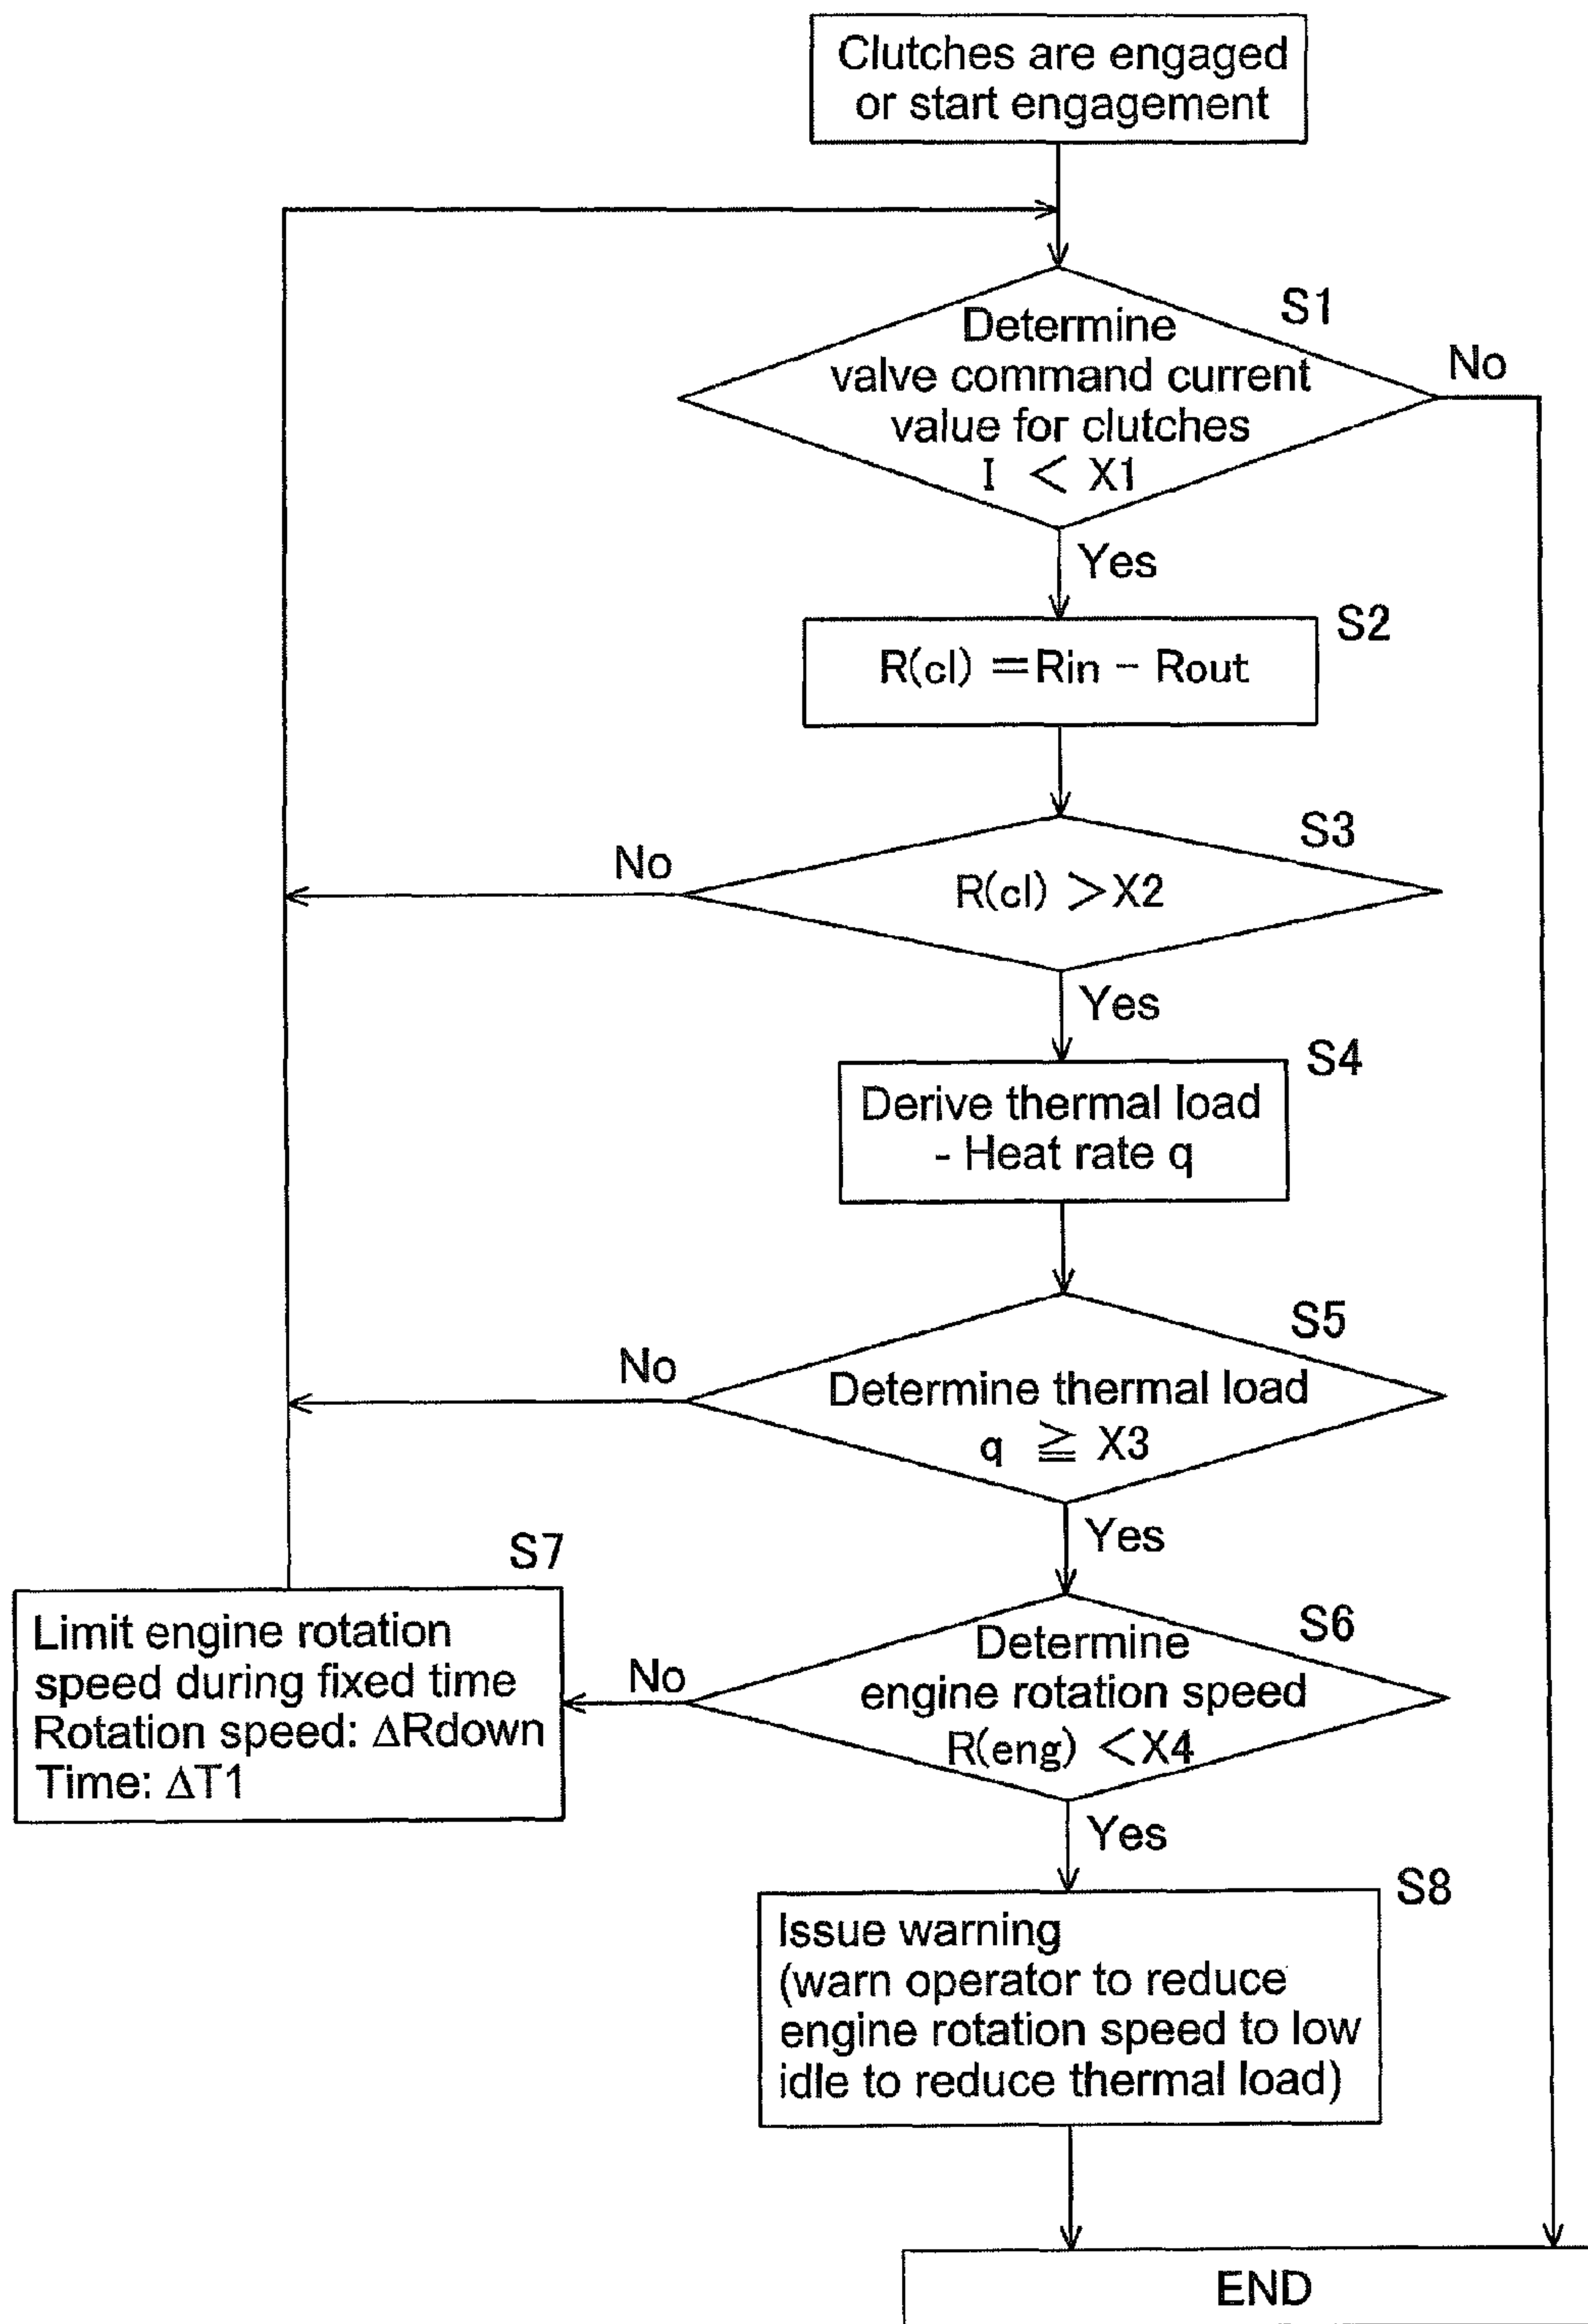 Clutches are engaged
or start engagement
S1
Determine
valve command current
value for clutches
I < X1
No
Yes
S2
R(cl) =Rin - Rout
S3
No
R(cl) >X2
Yes
S4
Derive thermal load
- Heat rate q
S5
No
Determine thermal load
q ≧ X3
Yes
S7
Limit engine rotation
speed during fixed time
Rotation speed: ΔRdown
Time: ΔT1
S6
No
Determine
engine rotation speed
R(eng) <X4
Yes
S8
Issue warning
(warn operator to reduce
engine rotation speed to low
idle to reduce thermal load)
END